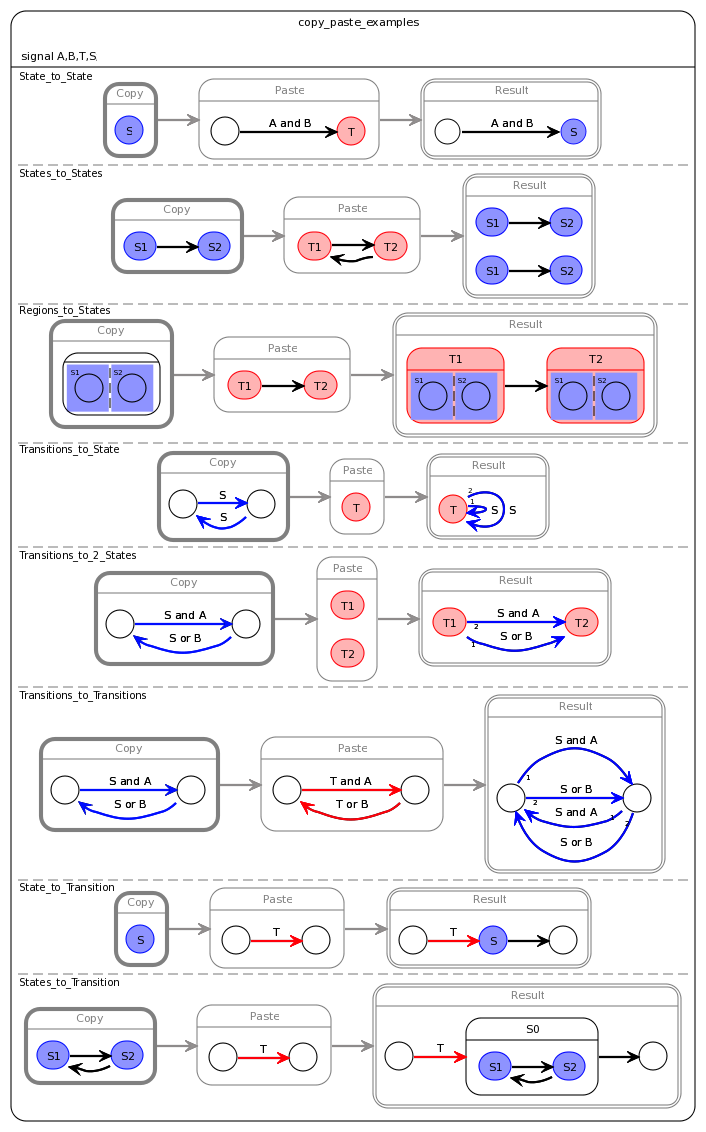 copy_paste_examples
signal A,B,T,S,
State_to_State
Copy
Paste
Result
S
A and B
T
A and B
S
States_to_States
Copy
Paste
Result
S1
S2
T1
T2
S1
S2
S1
S2
Regions_to_States
Copy
Paste
Result
S1
S2
T1
T2
T1
T2
S1
S2
S1
S2
Transitions_to_State
Copy
Paste
Result
S
S
T
T
2
1
S
S
Transitions_to_2_States
Copy
Paste
Result
S and A
S or B
T1
T2
T1
S and A
2
S or B
1
T2
Transitions_to_Transitions
Copy
Paste
Result
S and A
S or B
T and A
T or B
S and A
1
S or B
2
S and A
1
S or B
2
State_to_Transition
Copy
Paste
Result
S
T
T
S
States_to_Transition
Copy
Paste
Result
S1
S2
T
T
S0
S1
S2